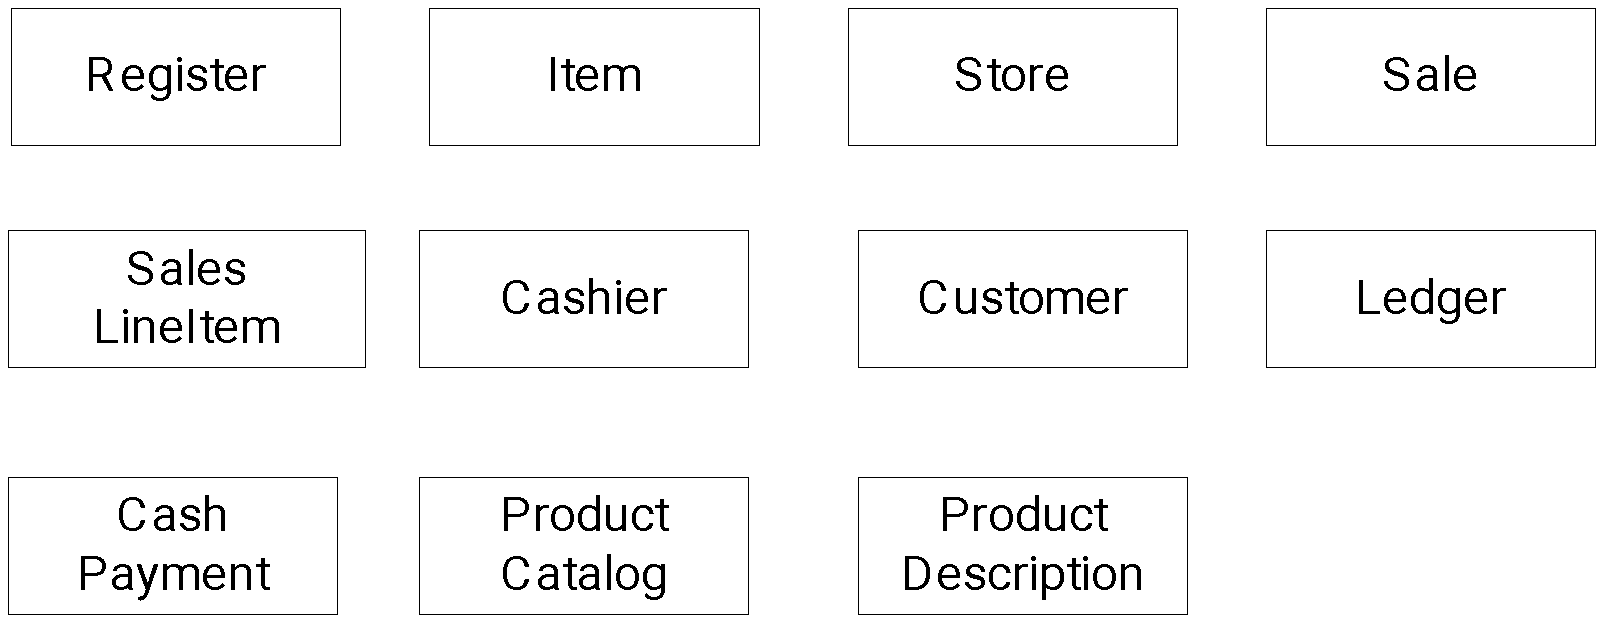 Register
Item
Store
Sale
Sales
LineItem
Cashier
Customer
Ledger
Cash
Payment
Product
Catalog
Product
Description